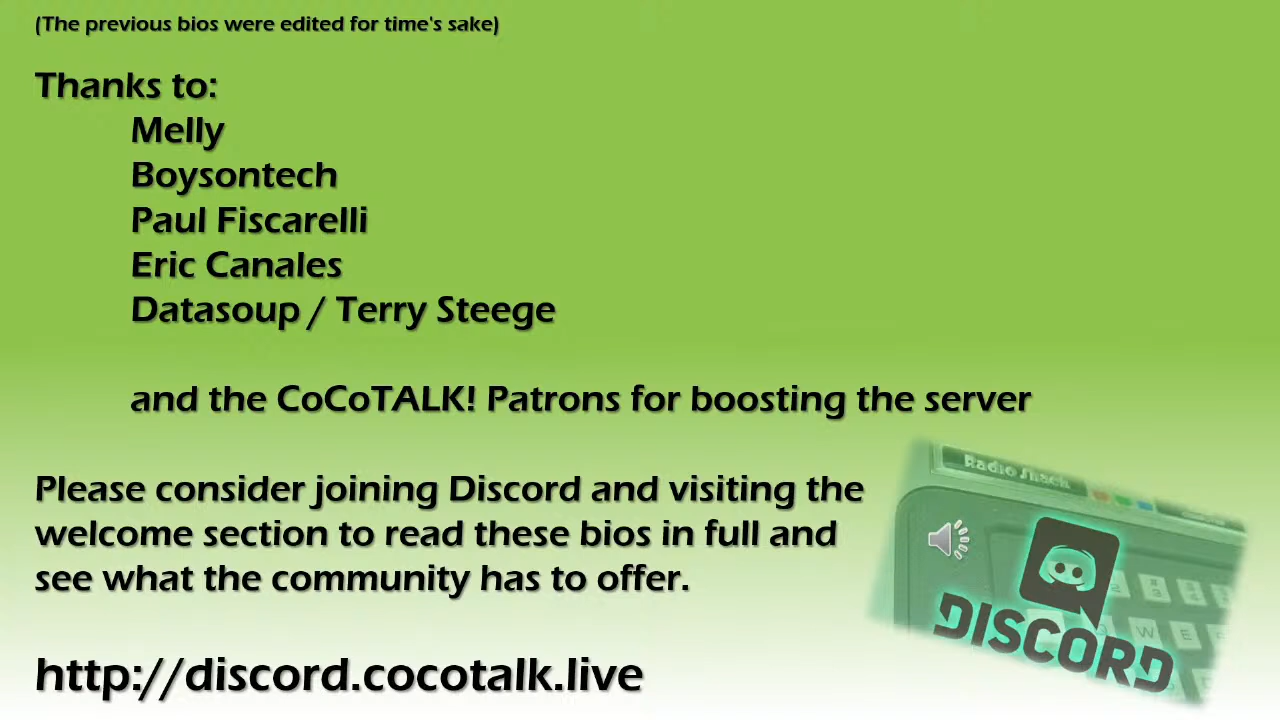 (The previous bios were edited for time's sake)
Thanks to:
Melly
Boysontech
Paul Fiscarelli
Eric Canales
Datasoup / Terry Steege
and the CoCoTALK! Patrons for boosting the server
Please consider joining Discord and visiting the
welcome section to read these bios in full and
see what the community has to offer.
Radio Shack
DISCORD
http://discord.cocotalk.live